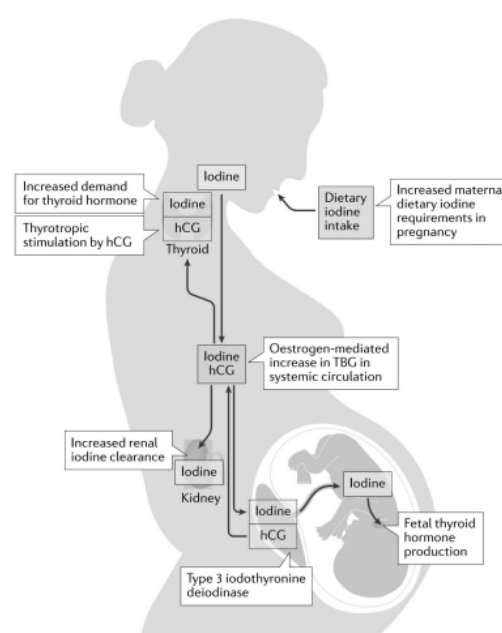 Iodine
Increased demand
for thyroid hormone
Iodine
hCG
Thyrotropic
stimulation by hCG
Thyroid
Dietary
iodine
intake
Increased materna
dietary iodine
requirements in
pregnancy
Iodine
hCG
Oestrogen-mediated
increase in TBG in
systemic circulation
Increased renal
iodine clearance
Iodine
Kidney
Iodine
hCG
Iodine
Fetal thyroid
hormone
production
Type 3 iodothyronine
deiodinase